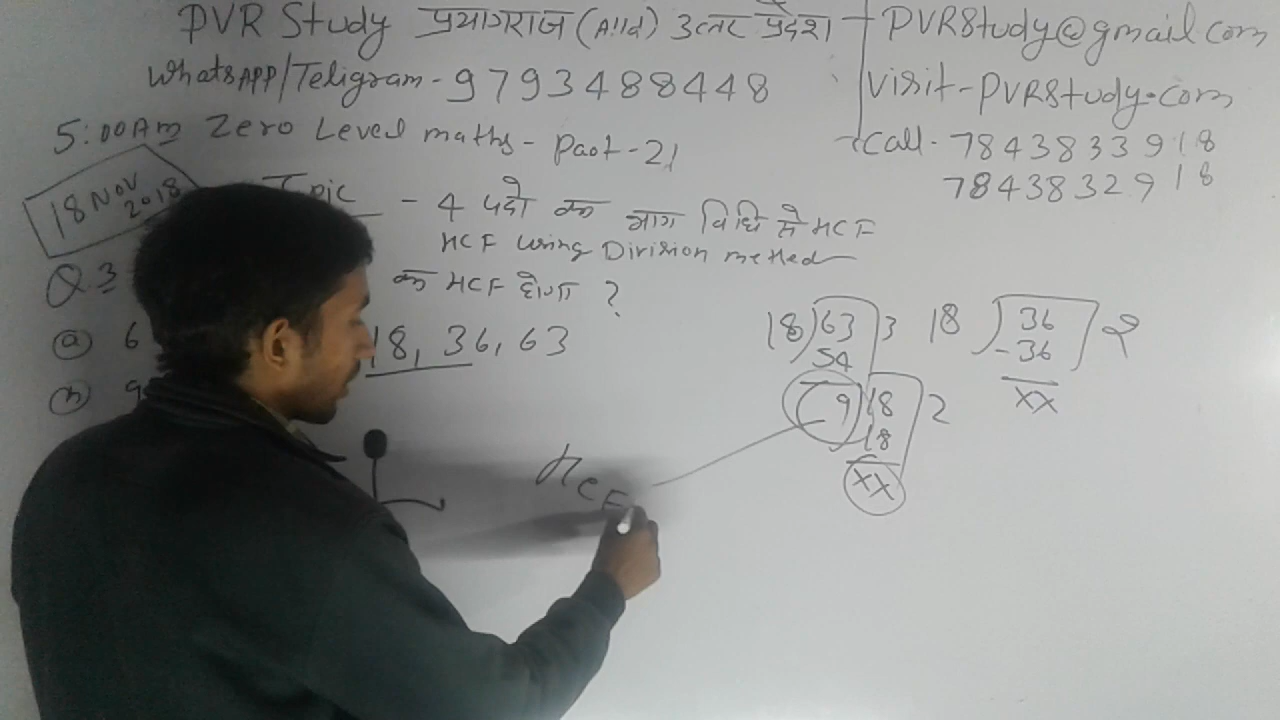 PVR Study प्रयागराज (Alld) उत्तर प्रदेश
PVRStudy@gmail.com
WhatsAPP/Teligram - 9793488448
Visit - PVRStudy.com
5:00Am Zero Level maths - Part - 21
Call - 7843833918
7843832918
18 NOV 2018
Topic - 4 पदो का भाग विधि से HCF
HCF Using Division method
Q 3
का HCF होगा ?
(a) 6
18, 36, 63
(b) 9
18)63(3
54
9)18(2
18
xx
18)36(2
-36
xx
HCF